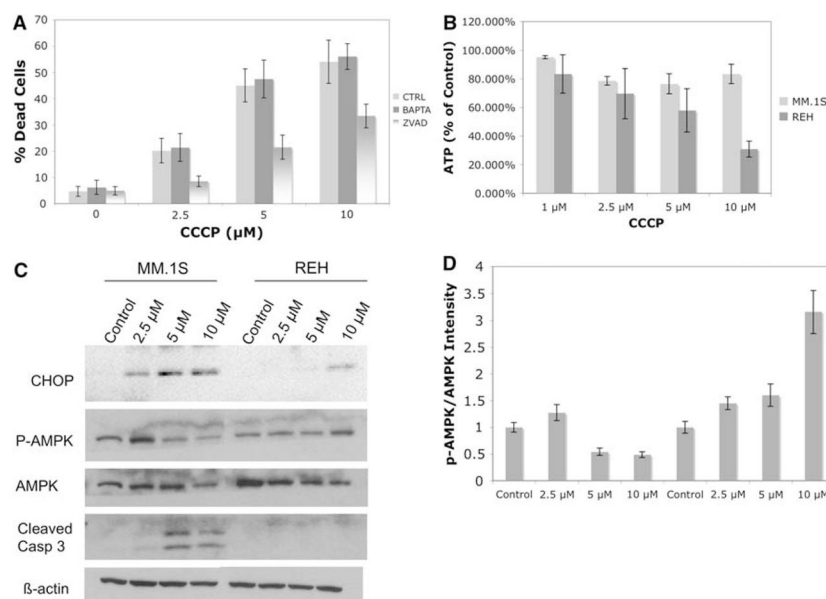 A
70
60
50
40
30
20
10
0
% Dead Cells
0
2.5
5
10
CCCP (µM)
CTRL
BAPTA
ZVAD
B
120.000%
100.000%
80.000%
60.000%
40.000%
20.000%
0.000%
ATP (% of Control)
1 µM
2.5 µM
5 µM
10 µM
CCCP
MM.1S
REH
C
MM.1S
REH
Control
2.5 µM
5 µM
10 µM
Control
2.5 µM
5 µM
10 µM
CHOP
P-AMPK
AMPK
Cleaved
Casp 3
ß-actin
D
4
3.5
3
2.5
2
1.5
1
0.5
0
p-AMPK/AMPK Intensity
Control
2.5 µM
5 µM
10 µM
Control
2.5 µM
5 µM
10 µM